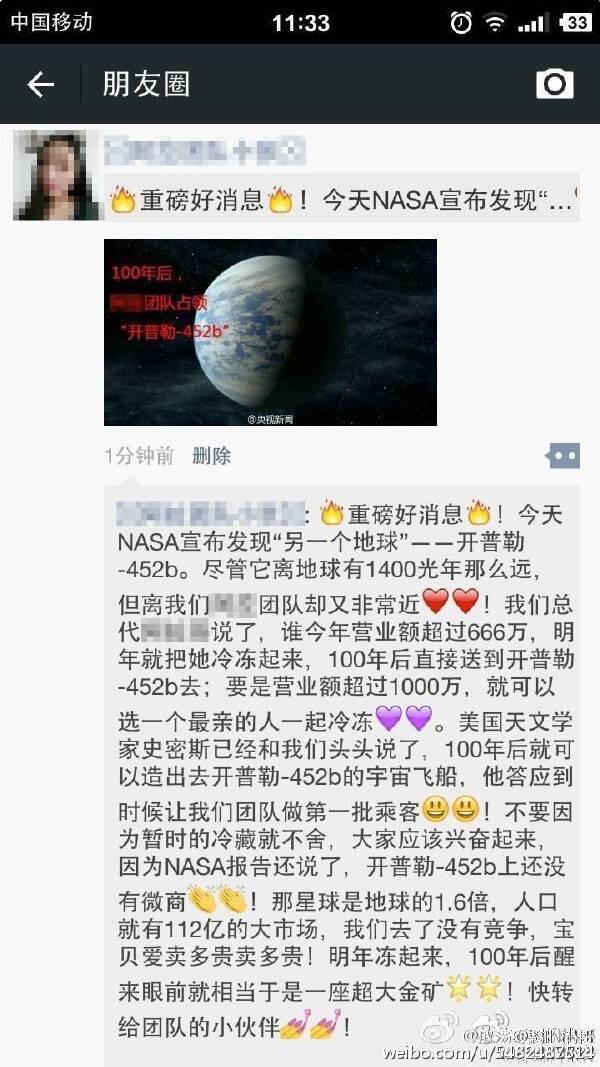 中国移动
11:33
33
朋友圈
🔥重磅好消息🔥！今天NASA宣布发现“...
100年后，
团队占领
“开普勒-452b”
@央视新闻
1分钟前 删除
：🔥重磅好消息🔥！今天
NASA宣布发现“另一个地球”——开普勒
-452b。尽管它离地球有1400光年那么远，
但离我们团队却又非常近❤❤！我们总
代说了，谁今年营业额超过666万，明
年就把她冷冻起来，100年后直接送到开普勒
-452b去；要是营业额超过1000万，就可以
选一个最亲的人一起冷冻💜💜。美国天文学
家史密斯已经和我们头头说了，100年后就可
以造出去开普勒-452b的宇宙飞船，他答应到
时候让我们团队做第一批乘客😃😃！不要因
为暂时的冷藏就不舍，大家应该兴奋起来，
因为NASA报告还说了，开普勒-452b上还没
有微商👏👏！那星球是地球的1.6倍，人口
就有112亿的大市场，我们去了没有竞争，宝
贝爱卖多贵卖多贵！明年冻起来，100年后醒
来眼前就相当于是一座超大金矿🌟🌟！快转
给团队的小伙伴💅💅！
weibo.com/u/